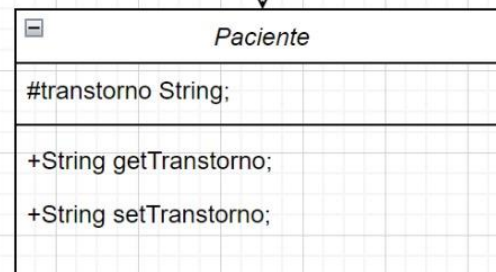 Paciente
#transtorno String;
+String getTranstorno;
+String setTranstorno;